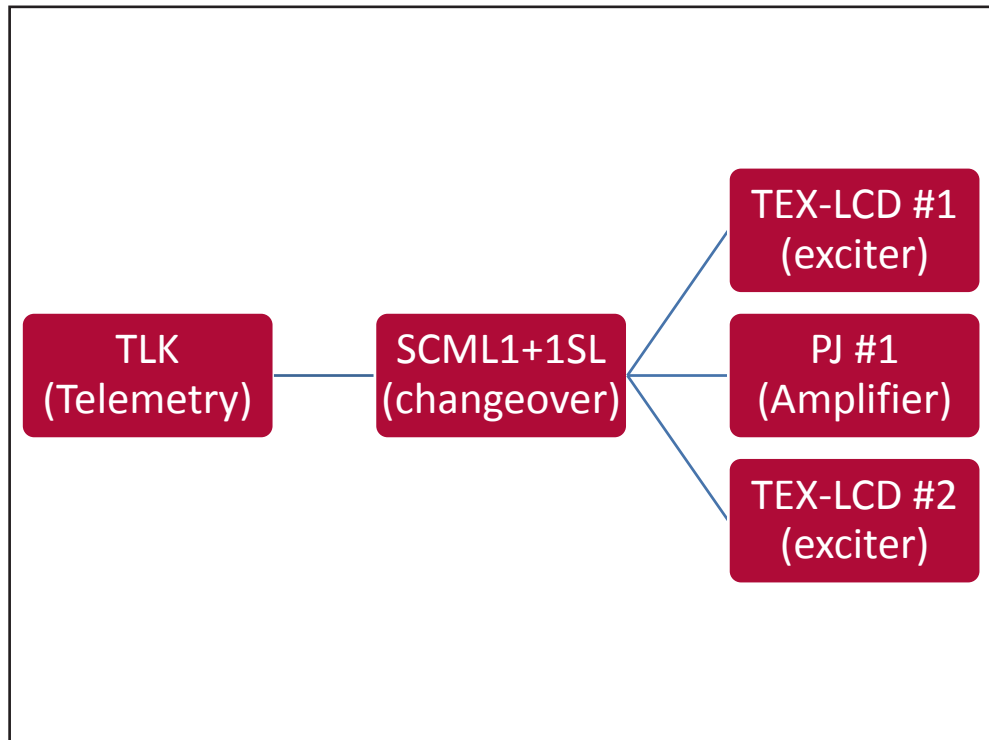 TLK
(Telemetry)
SCML1+1SL
(changeover)
TEX-LCD #1
(exciter)
PJ #1
(Amplifier)
TEX-LCD #2
(exciter)